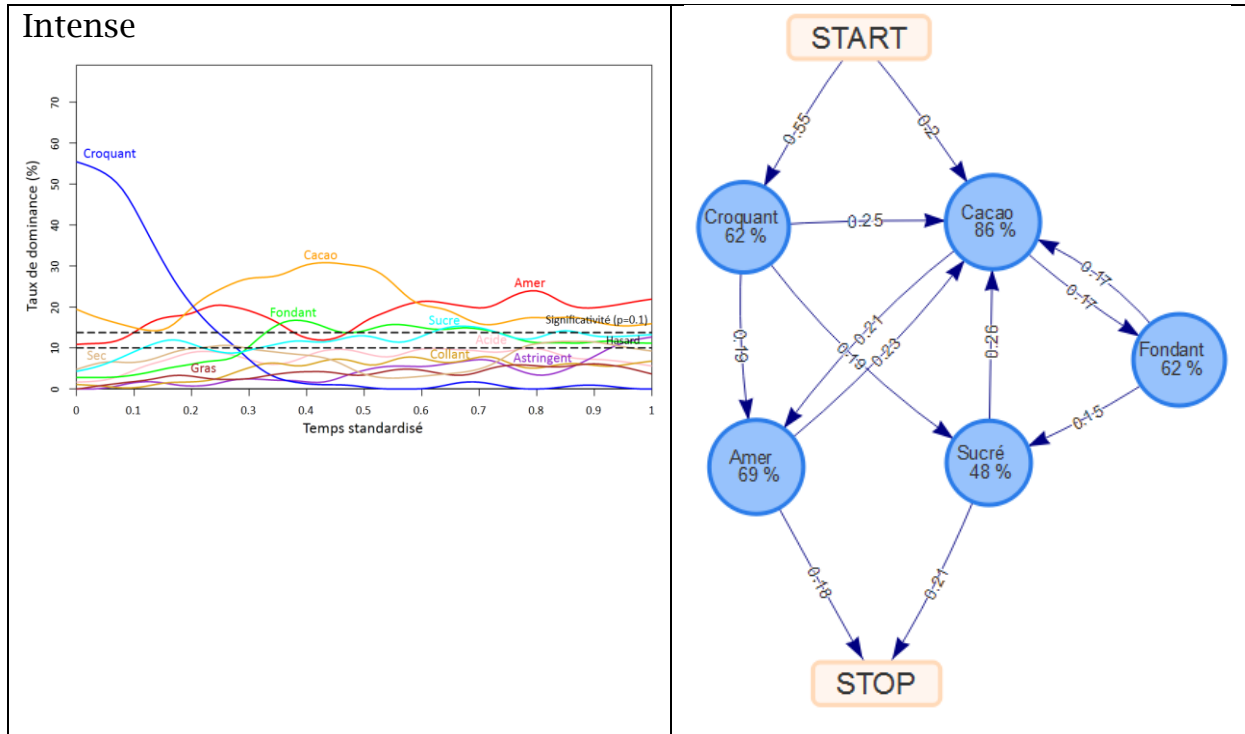 Intense
Taux de dominance (%)
70
60
50
40
30
20
10
0
Croquant
Cacao
Amer
Fondant
Sucre
Significativité (p=0.1)
Acide
Hasard
Sec
Collant
Astringent
Gras
0 0.1 0.2 0.3 0.4 0.5 0.6 0.7 0.8 0.9 1
Temps standardisé
START
0.55
0.2
Croquant
62 %
0.25
Cacao
86 %
0.17
0.17
0.19
0.19
0.21
0.23
0.26
Fondant
62 %
0.15
Amer
69 %
Sucré
48 %
0.18
0.21
STOP